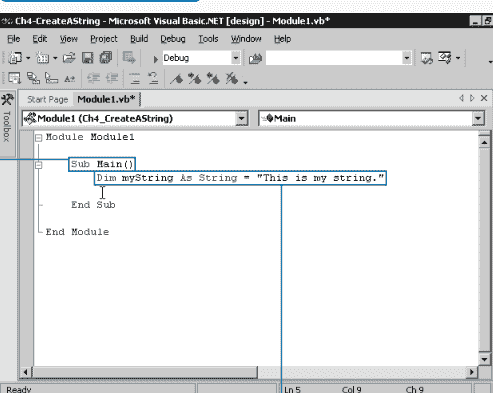 Ch4-CreateAString - Microsoft Visual Basic.NET [design] - Module1.vb*
File Edit View Project Build Debug Tools Window Help
Debug
Start Page Module1.vb*
Toolbox
Module1 (Ch4_CreateAString) Main
Module Module1
Sub Main()
Dim myString As String = "This is my string."
End Sub
End Module
Ready Ln 5 Col 9 Ch 9